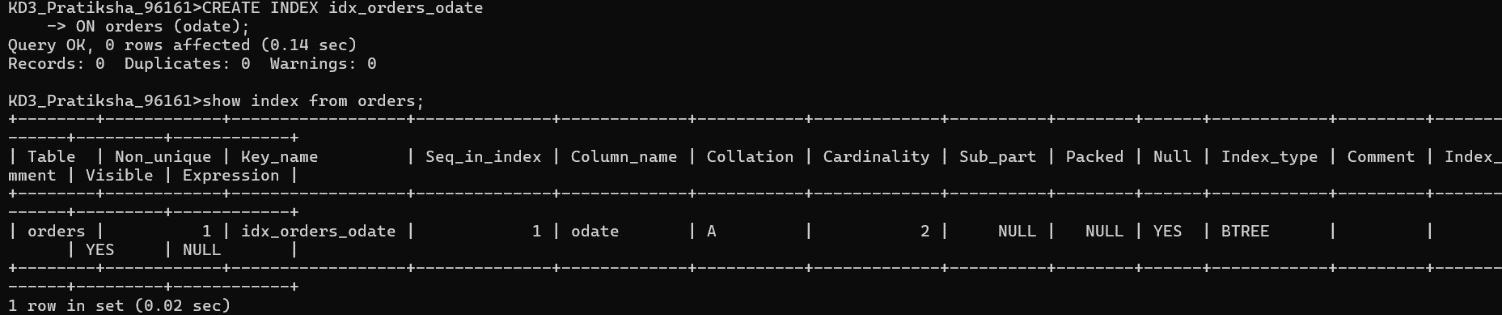 KD3_Pratiksha_96161>CREATE INDEX idx_orders_odate
    -> ON orders (odate);
Query OK, 0 rows affected (0.14 sec)
Records: 0  Duplicates: 0  Warnings: 0

KD3_Pratiksha_96161>show index from orders;
+--------+------------+------------------+--------------+-------------+-----------+-------------+----------+--------+------+------------+---------+-------
------+---------+------------+
| Table  | Non_unique | Key_name         | Seq_in_index | Column_name | Collation | Cardinality | Sub_part | Packed | Null | Index_type | Comment | Index_
mment | Visible | Expression |
+--------+------------+------------------+--------------+-------------+-----------+-------------+----------+--------+------+------------+---------+-------
------+---------+------------+
| orders |          1 | idx_orders_odate |            1 | odate       | A         |           2 |     NULL |   NULL | YES  | BTREE      |         |
      | YES     | NULL       |
+--------+------------+------------------+--------------+-------------+-----------+-------------+----------+--------+------+------------+---------+-------
------+---------+------------+
1 row in set (0.02 sec)